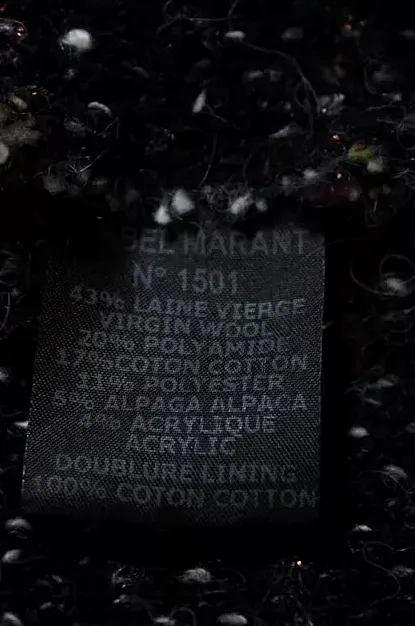 BEL MARANT
N° 1501
43% LAINE VIERGE
VIRGIN WOOL
20% POLYAMIDE
17%COTON COTTON
11% POLYESTER
5% ALPAGA ALPACA
4% ACRYLIQUE
ACRYLIC
DOUBLURE LINING
100% COTON COTTON